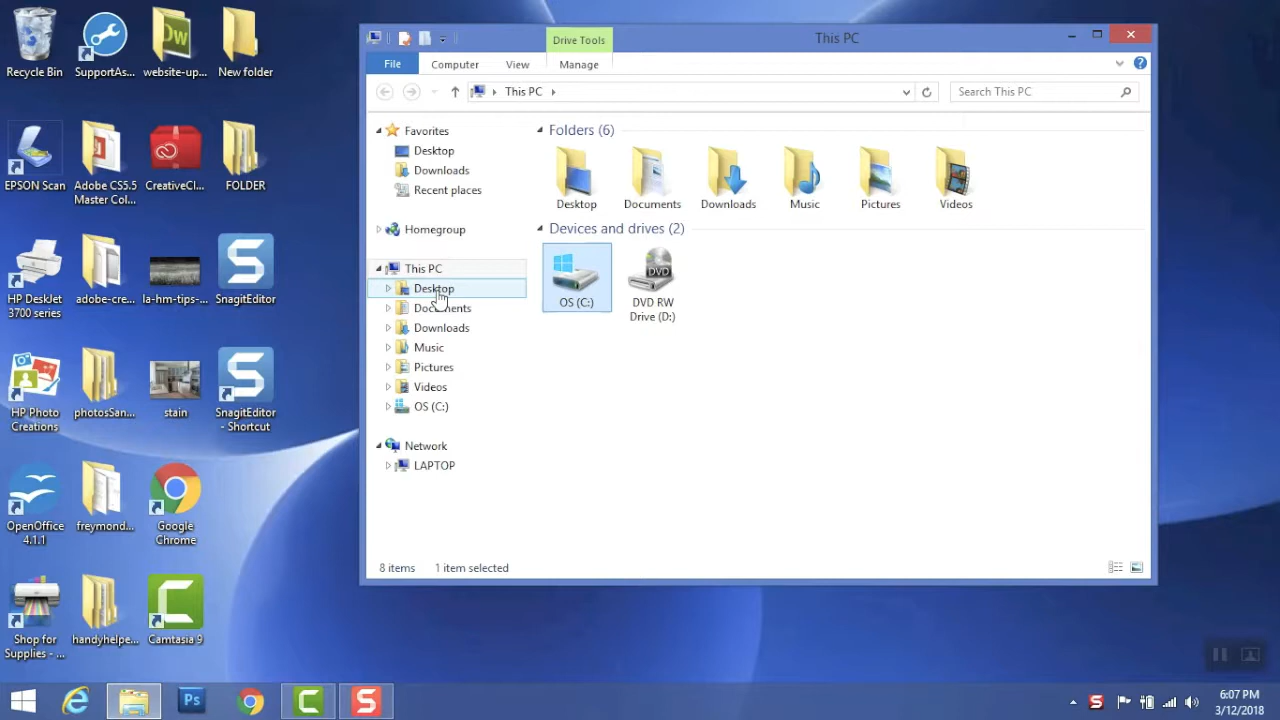 Recycle Bin
SupportAs...
website-up...
New folder
EPSON Scan
Adobe CS5.5
Master Col...
CreativeCl...
FOLDER
HP DeskJet
3700 series
adobe-cre...
la-hm-tips-...
SnagitEditor
HP Photo
Creations
photosSan...
stain
SnagitEditor
- Shortcut
OpenOffice
4.1.1
freymond...
Google
Chrome
Shop for
Supplies - ...
handyhelpe...
Camtasia 9
Dw
Drive Tools
This PC
File
Computer
View
Manage
This PC
Search This PC
Favorites
Desktop
Downloads
Recent places
Homegroup
This PC
Desktop
Documents
Downloads
Music
Pictures
Videos
OS (C:)
Network
LAPTOP
Folders (6)
Desktop
Documents
Downloads
Music
Pictures
Videos
Devices and drives (2)
OS (C:)
DVD
DVD RW
Drive (D:)
8 items
1 item selected
Ps
C
S
S
6:07 PM
3/12/2018